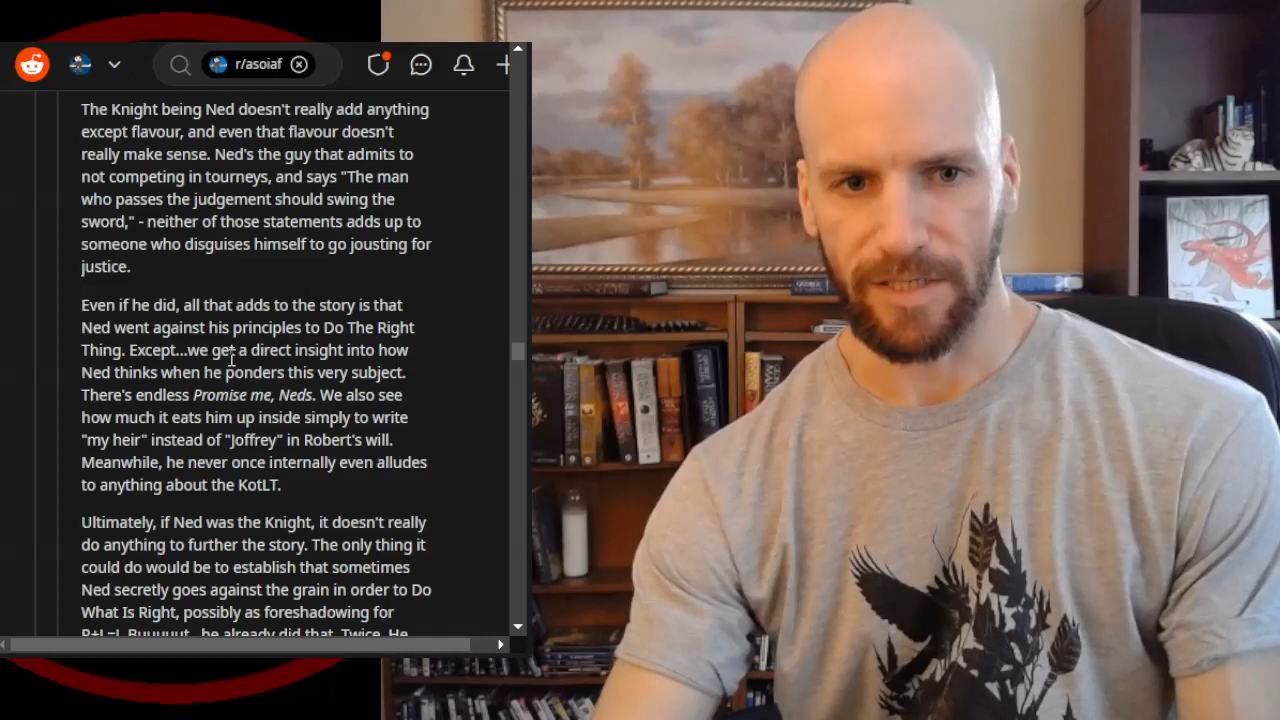 r/asoiaf
The Knight being Ned doesn't really add anything
except flavour, and even that flavour doesn't
really make sense. Ned's the guy that admits to
not competing in tourneys, and says "The man
who passes the judgement should swing the
sword," - neither of those statements adds up to
someone who disguises himself to go jousting for
justice.
Even if he did, all that adds to the story is that
Ned went against his principles to Do The Right
Thing. Except...we get a direct insight into how
Ned thinks when he ponders this very subject.
There's endless Promise me, Neds. We also see
how much it eats him up inside simply to write
"my heir" instead of "Joffrey" in Robert's will.
Meanwhile, he never once internally even alludes
to anything about the KotLT.
Ultimately, if Ned was the Knight, it doesn't really
do anything to further the story. The only thing it
could do would be to establish that sometimes
Ned secretly goes against the grain in order to Do
What Is Right, possibly as foreshadowing for
R+L=J. Buuuuut...he already did that. Twice. He